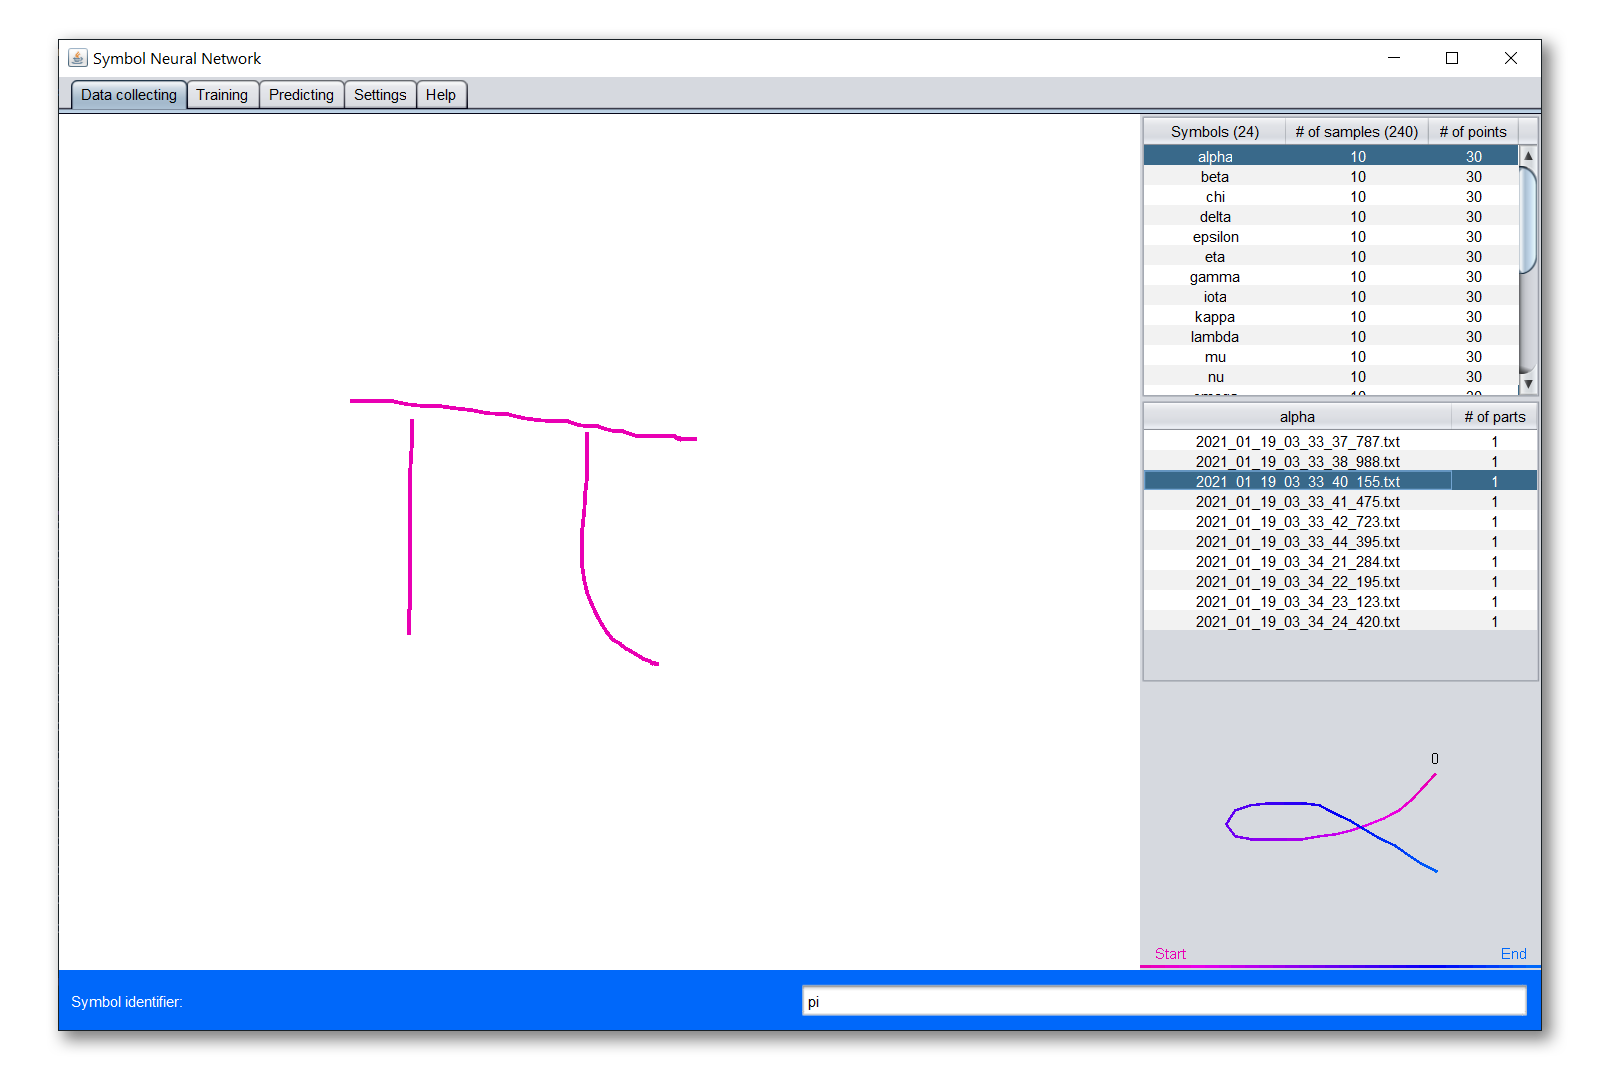 Symbol Neural Network
Data collecting Training Predicting Settings Help
Symbols (24) # of samples (240) # of points
alpha 10 30
beta 10 30
chi 10 30
delta 10 30
epsilon 10 30
eta 10 30
gamma 10 30
iota 10 30
kappa 10 30
lambda 10 30
mu 10 30
nu 10 30
alpha # of parts
2021_01_19_03_33_37_787.txt 1
2021_01_19_03_33_38_988.txt 1
2021_01_19_03_33_40_155.txt 1
2021_01_19_03_33_41_475.txt 1
2021_01_19_03_33_42_723.txt 1
2021_01_19_03_33_44_395.txt 1
2021_01_19_03_34_21_284.txt 1
2021_01_19_03_34_22_195.txt 1
2021_01_19_03_34_23_123.txt 1
2021_01_19_03_34_24_420.txt 1
π
0
Start End
Symbol identifier: pi